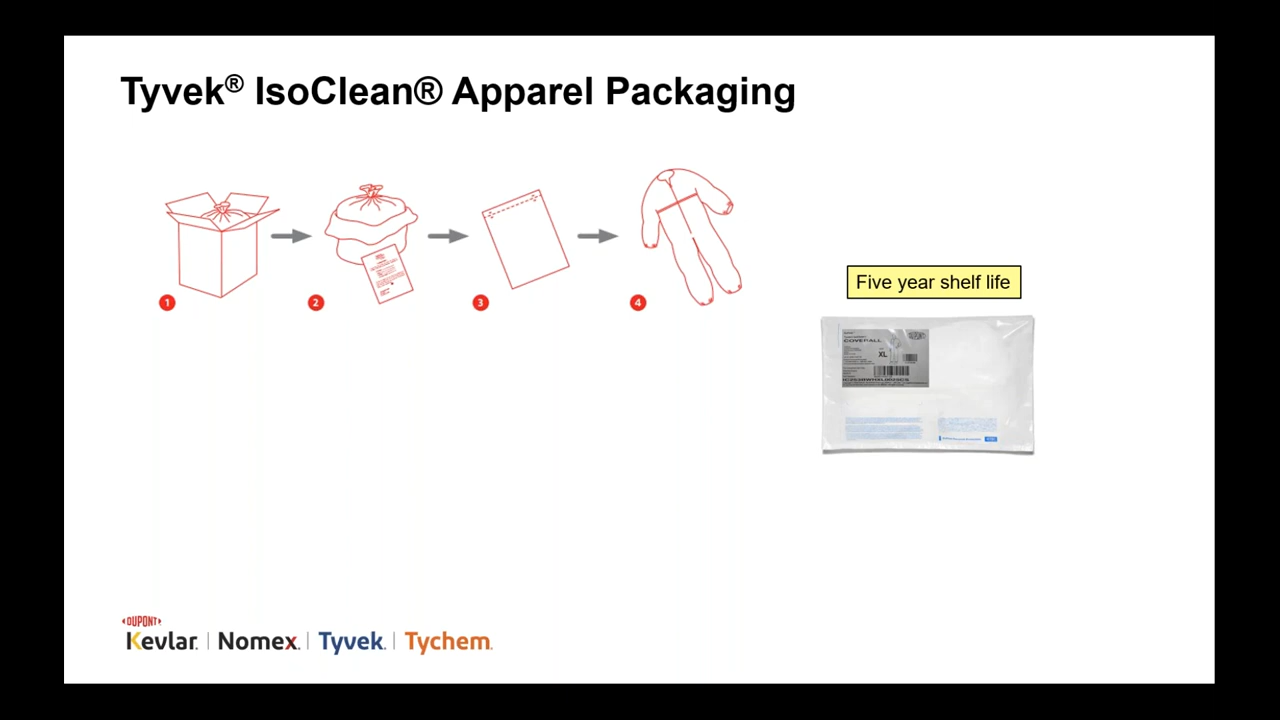 Tyvek® IsoClean® Apparel Packaging
1
2
3
4
Five year shelf life
COVERALL
XL
DUPONT
Kevlar. | Nomex. | Tyvek. | Tychem.